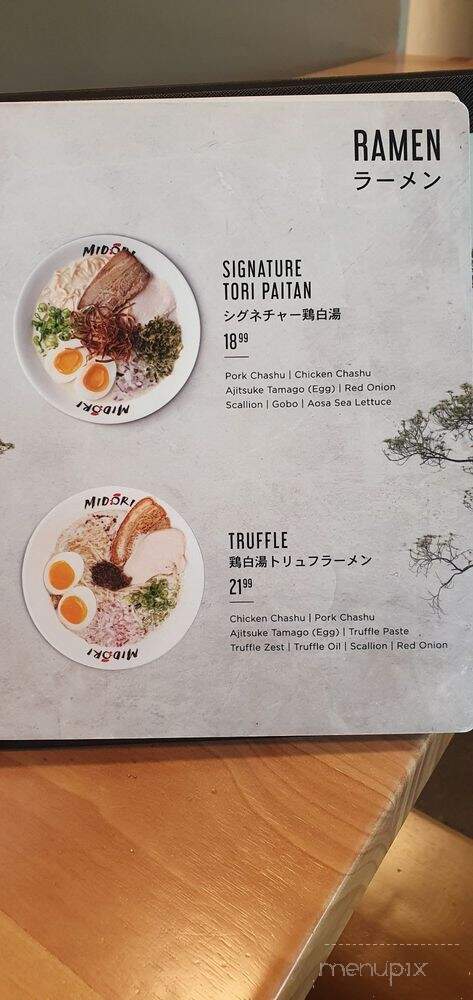 RAMEN
ラーメン
MIDORI
SIGNATURE
TORI PAITAN
シグネチャー鶏白湯
18⁹⁹
Pork Chashu | Chicken Chashu
Ajitsuke Tamago (Egg) | Red Onion
Scallion | Gobo | Aosa Sea Lettuce
MIDORI
MIDORI
TRUFFLE
鶏白湯トリュフラーメン
21⁹⁹
Chicken Chashu | Pork Chashu
Ajitsuke Tamago (Egg) | Truffle Paste
Truffle Zest | Truffle Oil | Scallion | Red Onion
MIDORI
menupix